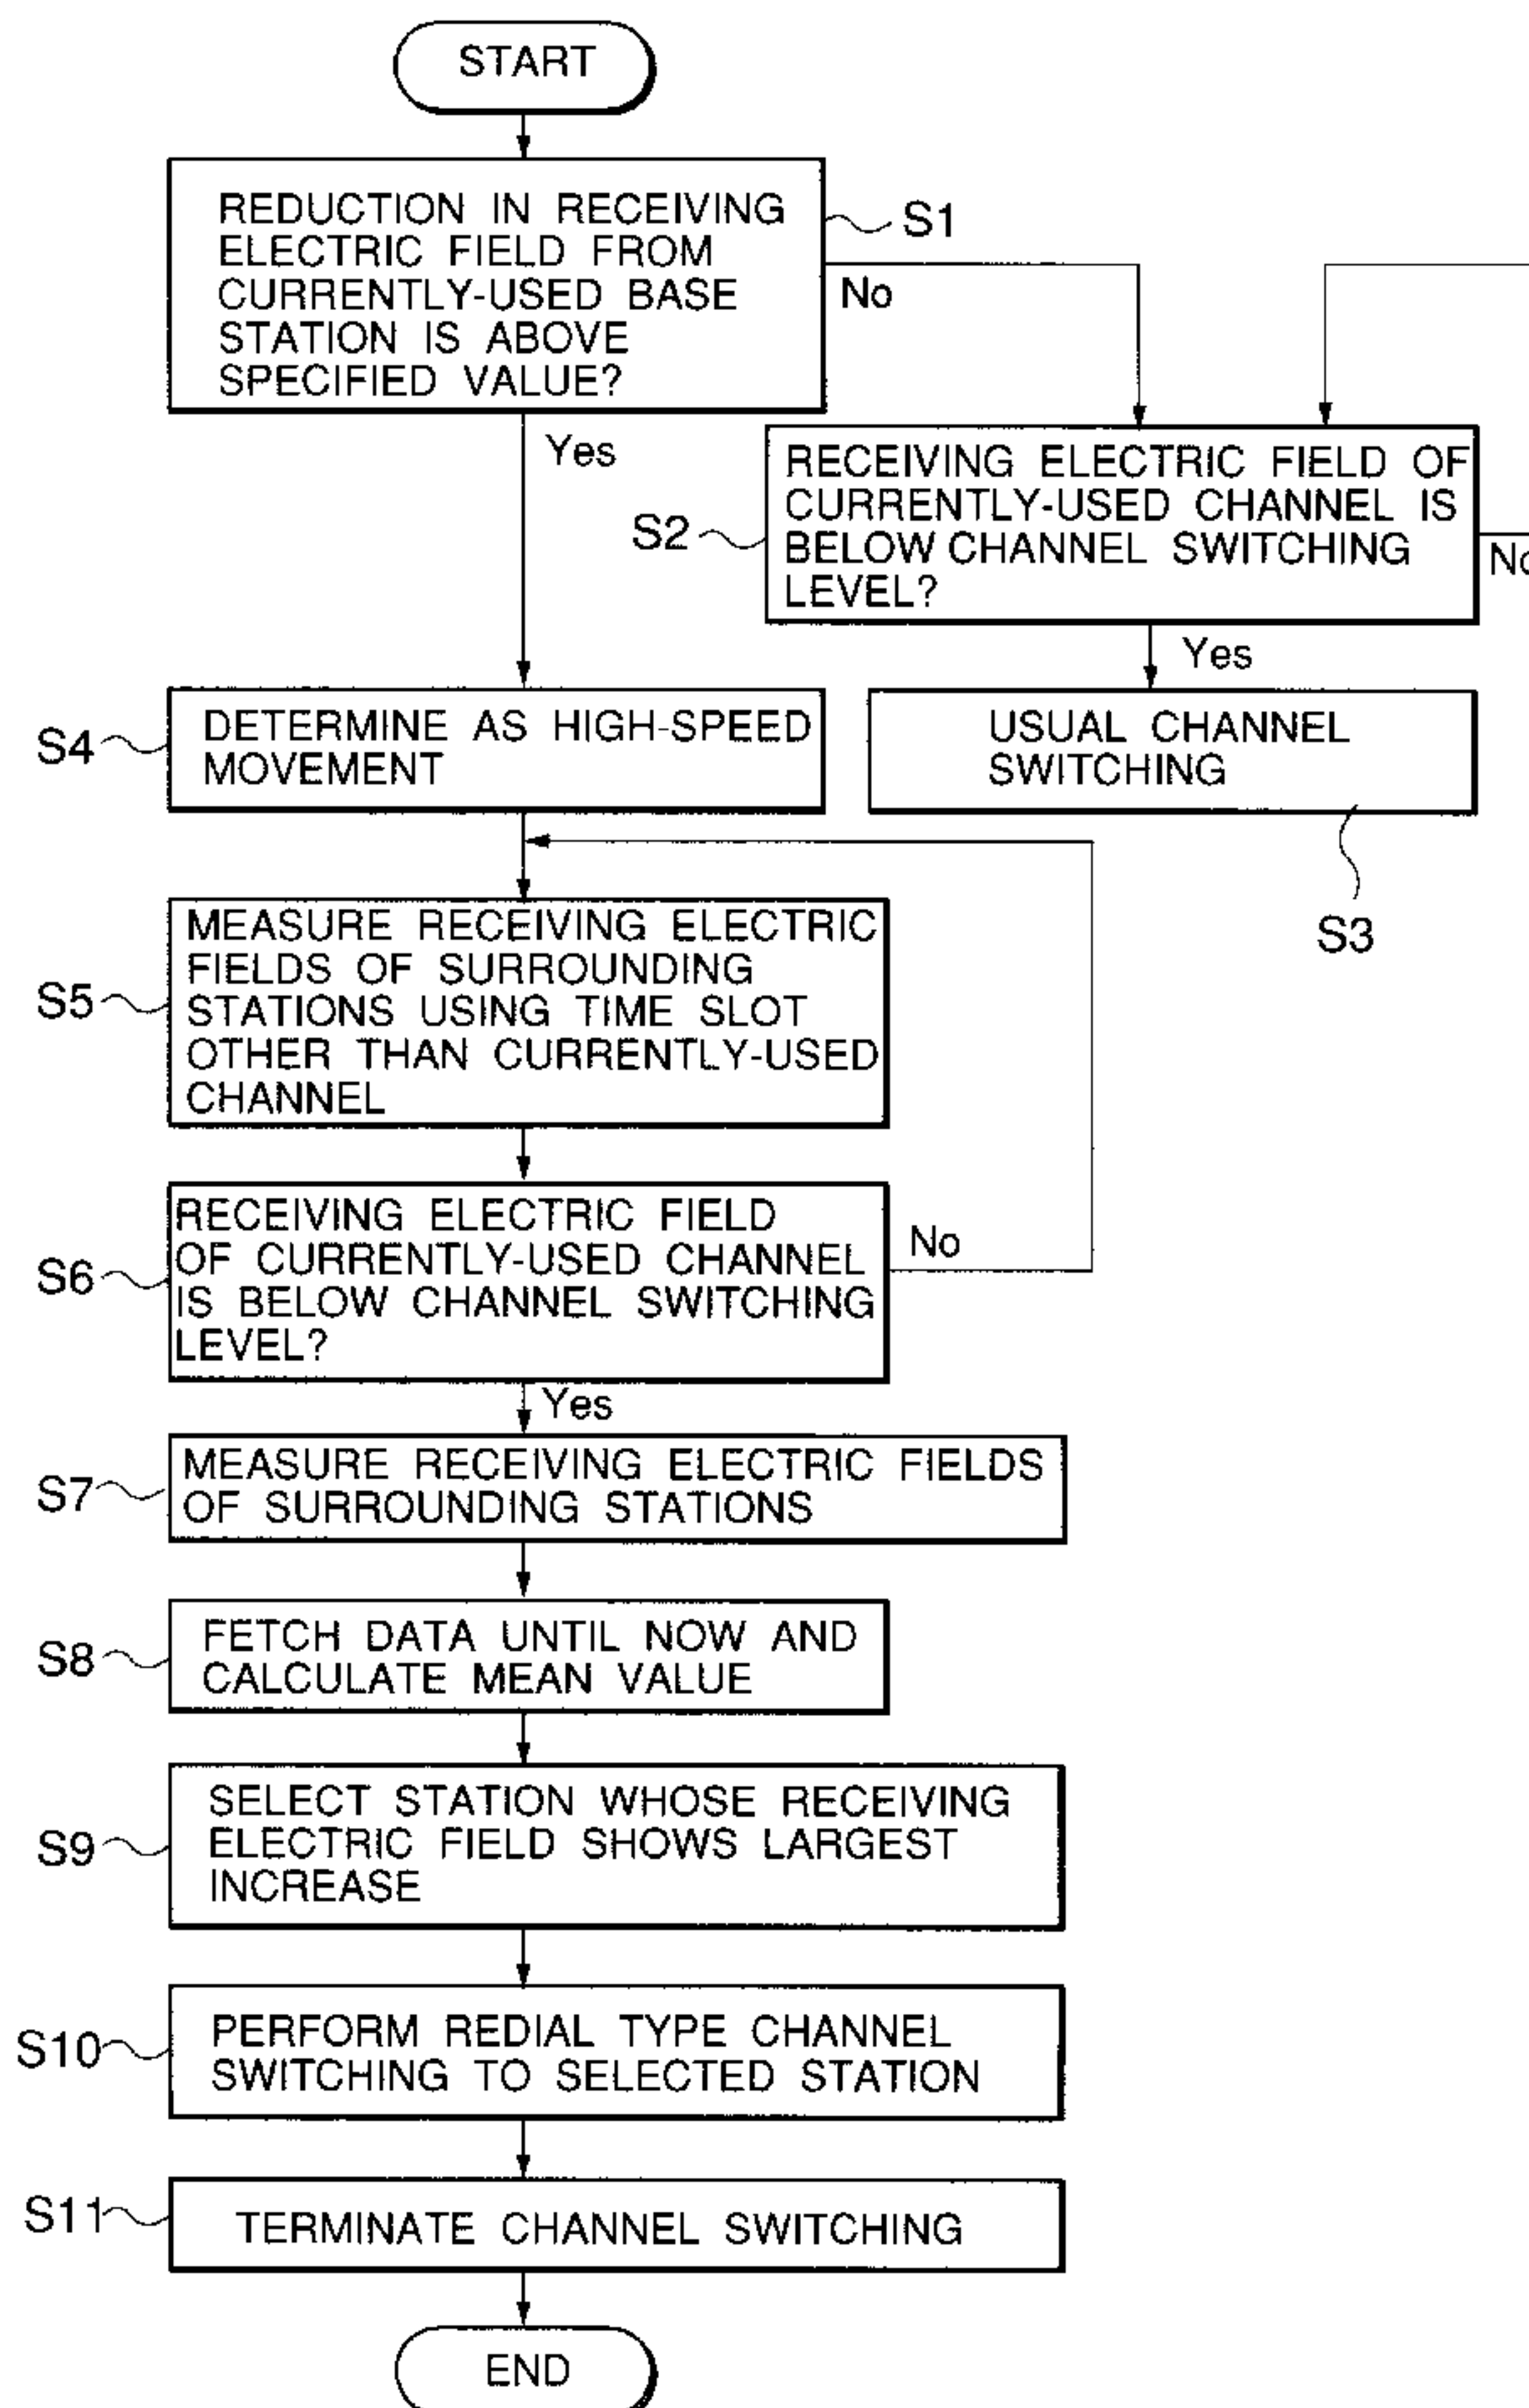 START
REDUCTION IN RECEIVING
ELECTRIC FIELD FROM
CURRENTLY-USED BASE
STATION IS ABOVE
SPECIFIED VALUE?
S1
No
Yes
S2
RECEIVING ELECTRIC FIELD OF
CURRENTLY-USED CHANNEL IS
BELOW CHANNEL SWITCHING
LEVEL?
No
Yes
S4
DETERMINE AS HIGH-SPEED
MOVEMENT
USUAL CHANNEL
SWITCHING
S3
S5
MEASURE RECEIVING ELECTRIC
FIELDS OF SURROUNDING
STATIONS USING TIME SLOT
OTHER THAN CURRENTLY-USED
CHANNEL
S6
RECEIVING ELECTRIC FIELD
OF CURRENTLY-USED CHANNEL
IS BELOW CHANNEL SWITCHING
LEVEL?
No
Yes
S7
MEASURE RECEIVING ELECTRIC FIELDS
OF SURROUNDING STATIONS
S8
FETCH DATA UNTIL NOW AND
CALCULATE MEAN VALUE
S9
SELECT STATION WHOSE RECEIVING
ELECTRIC FIELD SHOWS LARGEST
INCREASE
S10
PERFORM REDIAL TYPE CHANNEL
SWITCHING TO SELECTED STATION
S11
TERMINATE CHANNEL SWITCHING
END